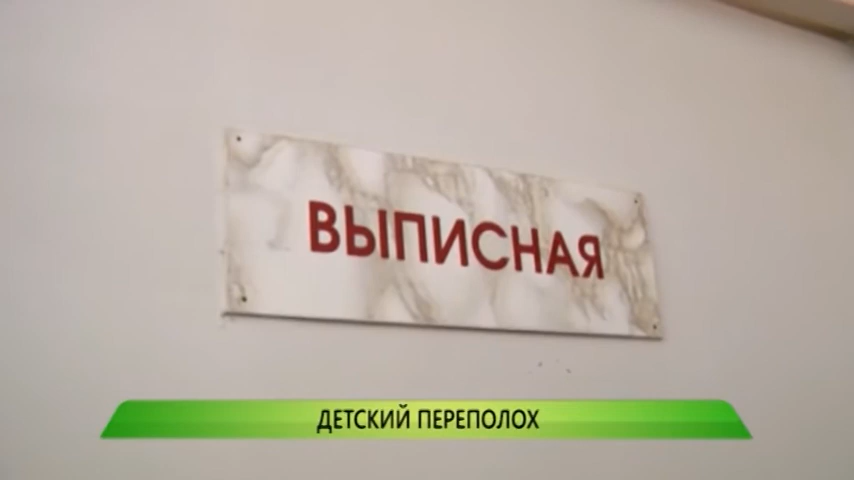 ВЫПИСНАЯ
ДЕТСКИЙ ПЕРЕПОЛОХ